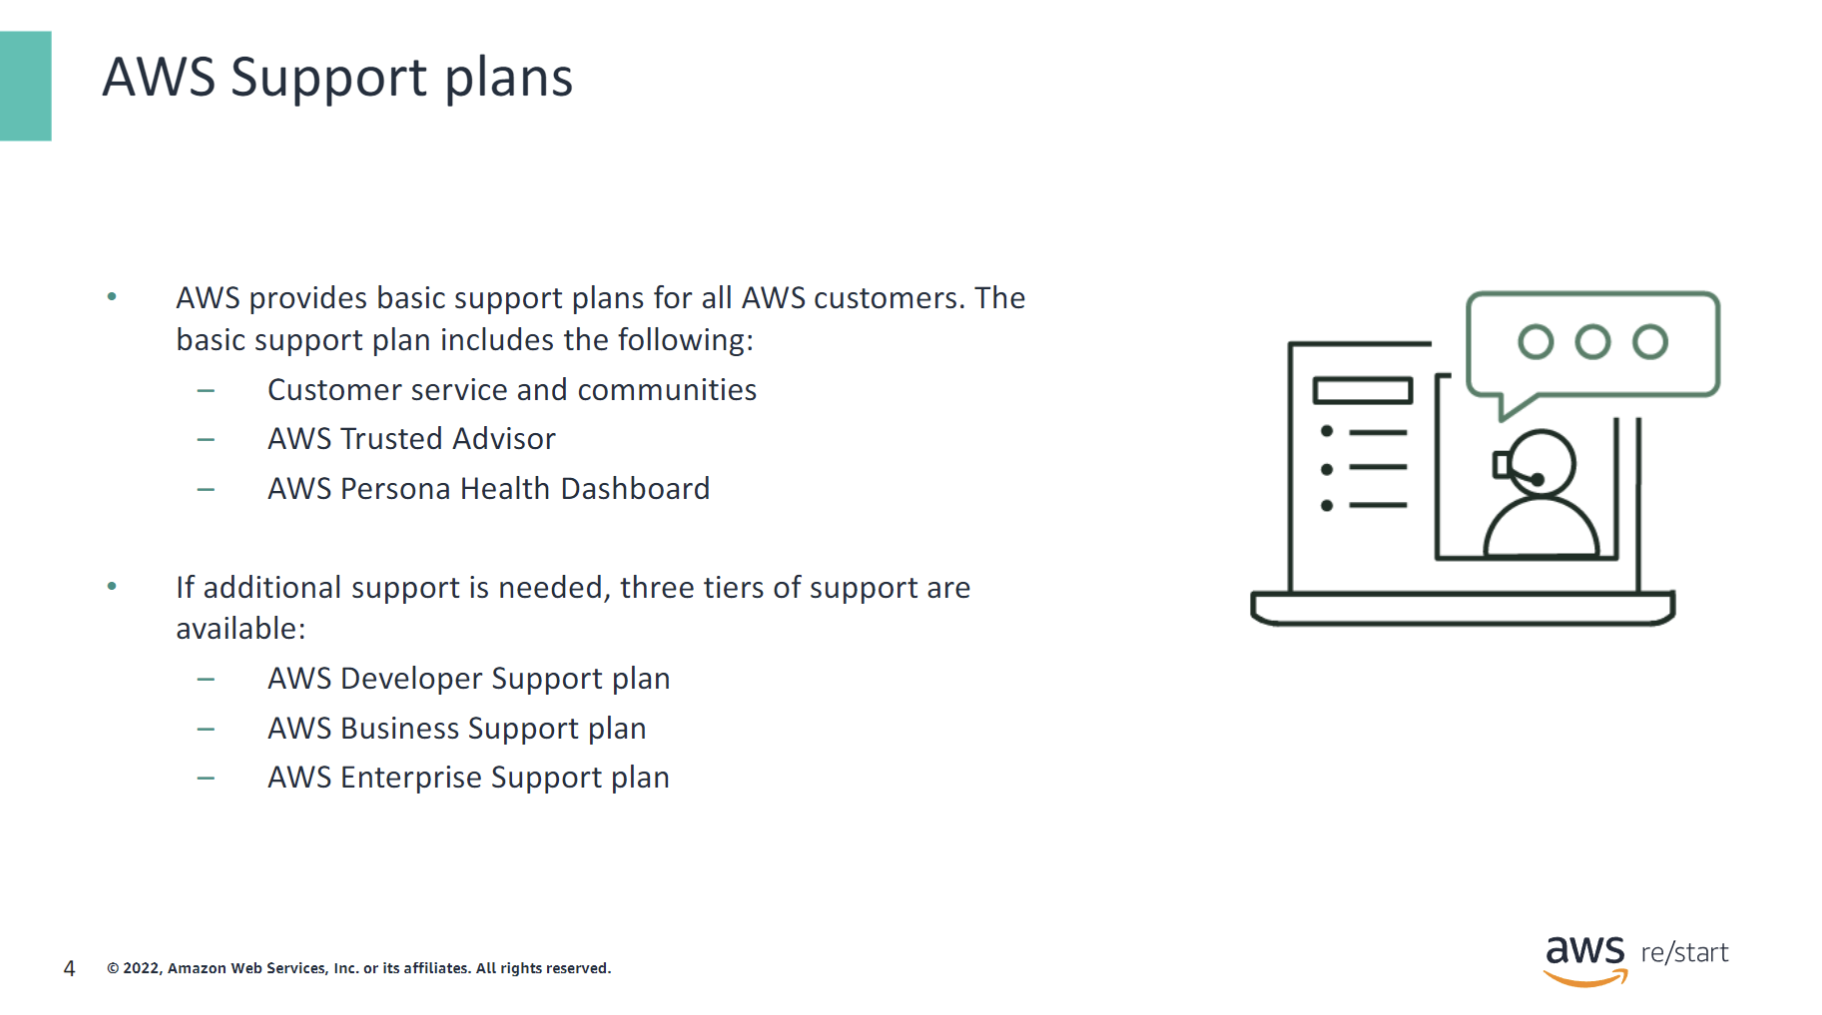 AWS Support plans
• AWS provides basic support plans for all AWS customers. The
basic support plan includes the following:
– Customer service and communities
– AWS Trusted Advisor
– AWS Persona Health Dashboard
• If additional support is needed, three tiers of support are
available:
– AWS Developer Support plan
– AWS Business Support plan
– AWS Enterprise Support plan
4 © 2022, Amazon Web Services, Inc. or its affiliates. All rights reserved.
aws re/start